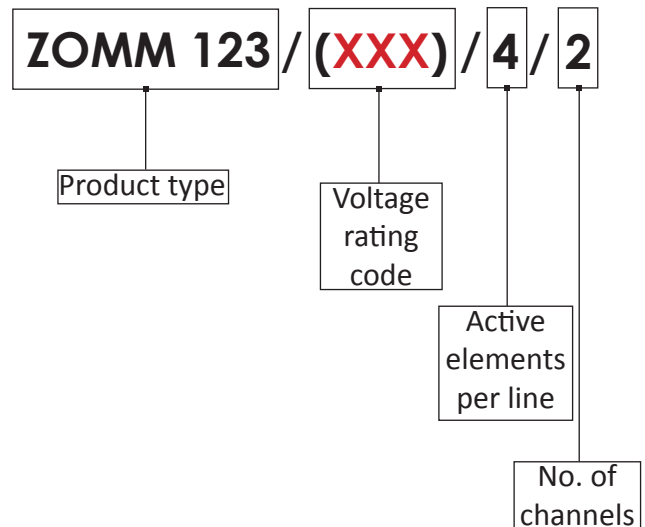 ZOMM 123/(XXX)/4/2
Product type
Voltage
rating
code
Active
elements
per line
No. of
channels